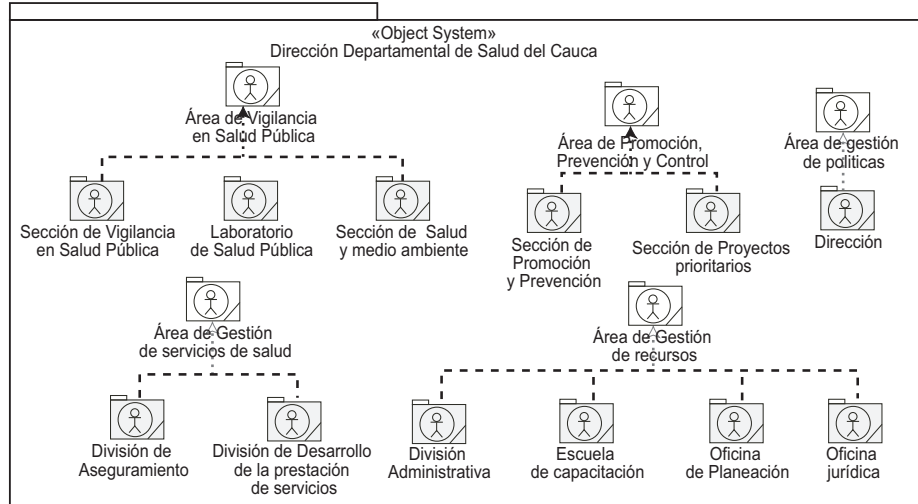 «Object System»
Dirección Departamental de Salud del Cauca
Área de Vigilancia
en Salud Pública
Área de Promoción,
Prevención y Control
Área de gestión
de politicas
Sección de Vigilancia
en Salud Pública
Laboratorio
de Salud Pública
Sección de Salud
y medio ambiente
Sección de
Promoción
y Prevención
Sección de Proyectos
prioritarios
Dirección
Área de Gestión
de servicios de salud
Área de Gestión
de recursos
División de
Aseguramiento
División de Desarrollo
de la prestación
de servicios
División
Administrativa
Escuela
de capacitación
Oficina
de Planeación
Oficina
jurídica